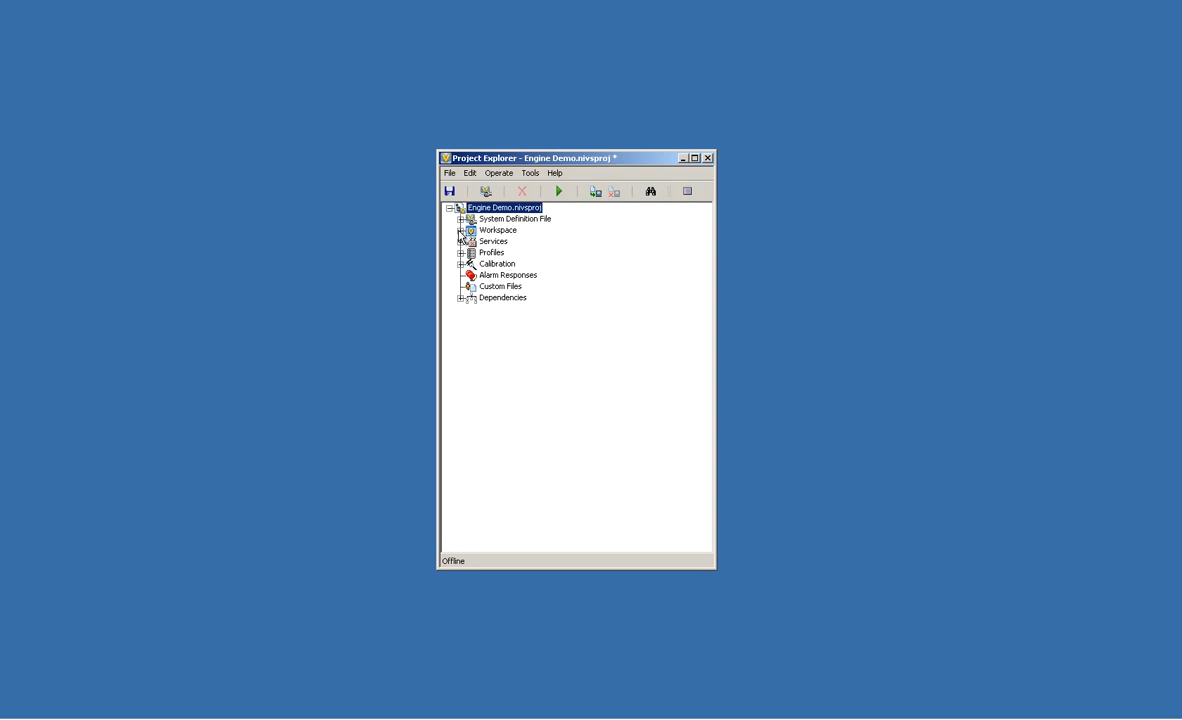 Project Explorer - Engine Demo.nivsproj *
File Edit Operate Tools Help
Engine Demo.nivsproj
System Definition File
Workspace
Services
Profiles
Calibration
Alarm Responses
Custom Files
Dependencies
Offline